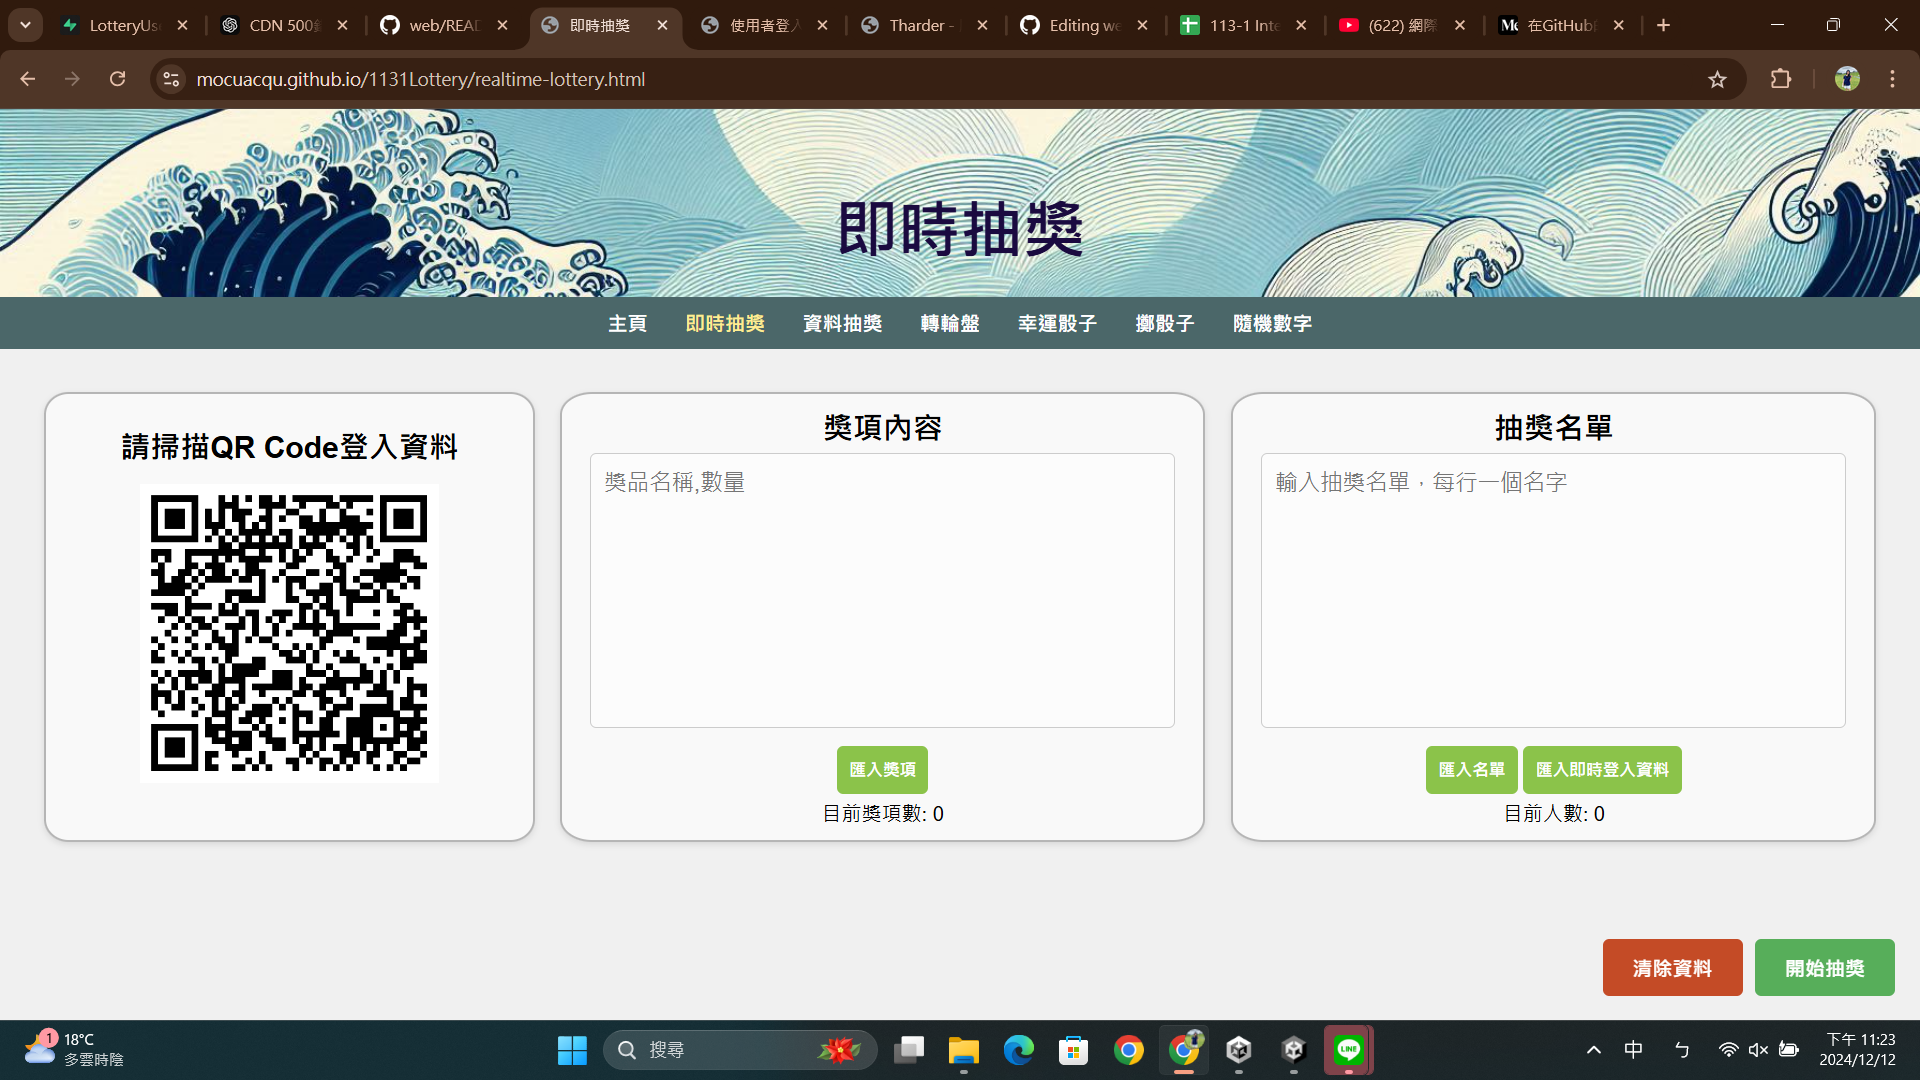 LotteryUs
CDN 500
web/READ
即時抽獎
使用者登入
Tharder -
Editing we
113-1 Inte
(622) 網際
在GitHub
mocuacqu.github.io/1131Lottery/realtime-lottery.html
即時抽獎
主頁 即時抽獎 資料抽獎 轉輪盤 幸運骰子 擲骰子 隨機數字
請掃描QR Code登入資料
獎項內容
獎品名稱,數量
匯入獎項
目前獎項數: 0
抽獎名單
輸入抽獎名單，每行一個名字
匯入名單 匯入即時登入資料
目前人數: 0
清除資料 開始抽獎
1
18°C
多雲時陰
搜尋
LINE
中
ㄅ
下午 11:23
2024/12/12